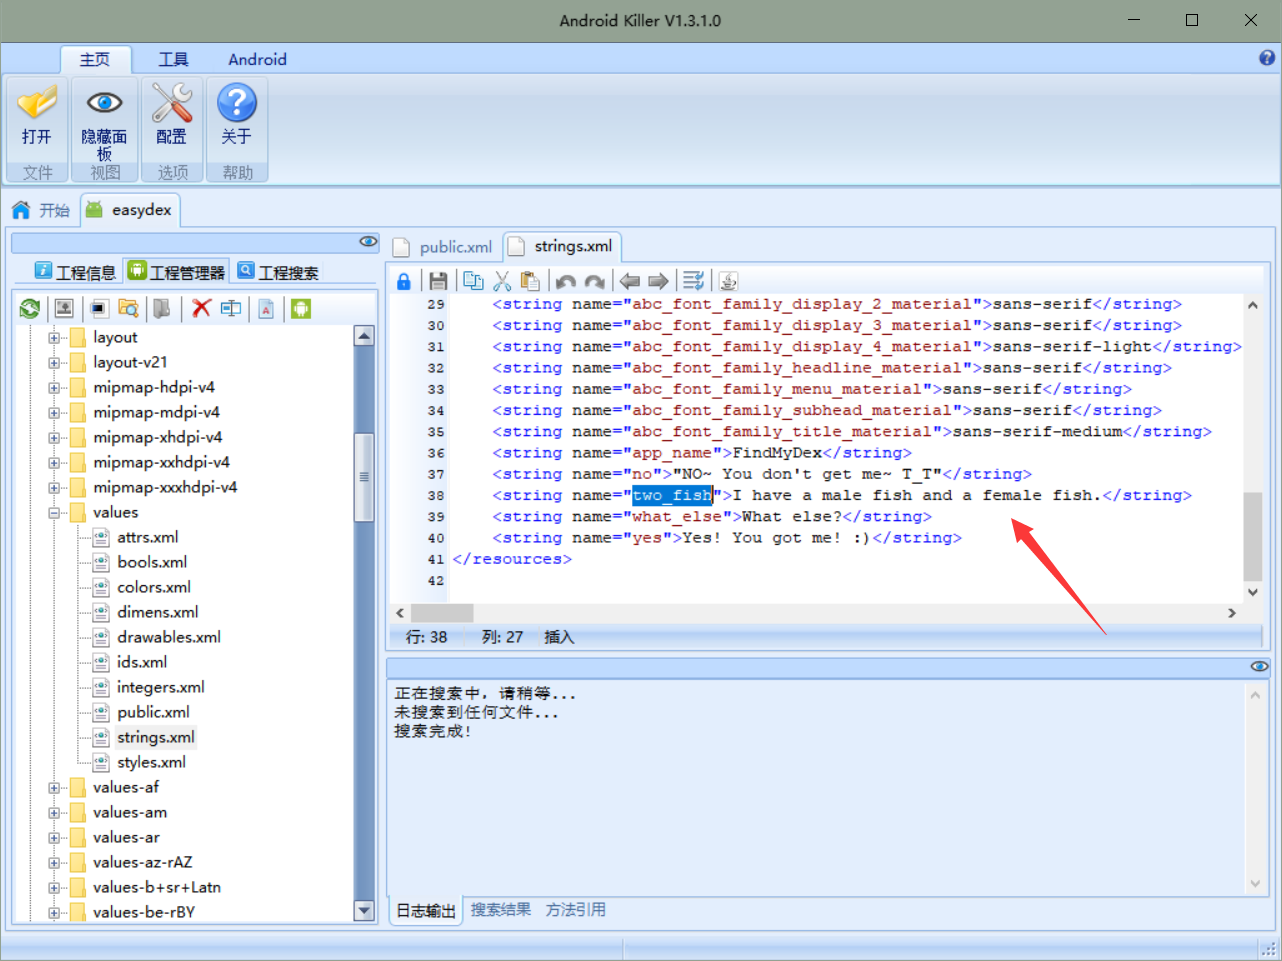 Android Killer V1.3.1.0
主页 工具 Android
打开 隐藏面板 配置 关于
文件 视图 选项 帮助
开始 easydex
工程信息 工程管理器 工程搜索
layout
layout-v21
mipmap-hdpi-v4
mipmap-mdpi-v4
mipmap-xhdpi-v4
mipmap-xxhdpi-v4
mipmap-xxxhdpi-v4
values
attrs.xml
bools.xml
colors.xml
dimens.xml
drawables.xml
ids.xml
integers.xml
public.xml
strings.xml
styles.xml
values-af
values-am
values-ar
values-az-rAZ
values-b+sr+Latn
values-be-rBY
public.xml strings.xml
29 <string name="abc_font_family_display_2_material">sans-serif</string>
30 <string name="abc_font_family_display_3_material">sans-serif</string>
31 <string name="abc_font_family_display_4_material">sans-serif-light</string>
32 <string name="abc_font_family_headline_material">sans-serif</string>
33 <string name="abc_font_family_menu_material">sans-serif</string>
34 <string name="abc_font_family_subhead_material">sans-serif</string>
35 <string name="abc_font_family_title_material">sans-serif-medium</string>
36 <string name="app_name">FindMyDex</string>
37 <string name="no">"NO~ You don't get me~ T_T"</string>
38 <string name="two_fish">I have a male fish and a female fish.</string>
39 <string name="what_else">What else?</string>
40 <string name="yes">Yes! You got me! :)</string>
41 </resources>
42
行: 38 列: 27 插入
正在搜索中, 请稍等...
未搜索到任何文件...
搜索完成!
日志输出 搜索结果 方法引用